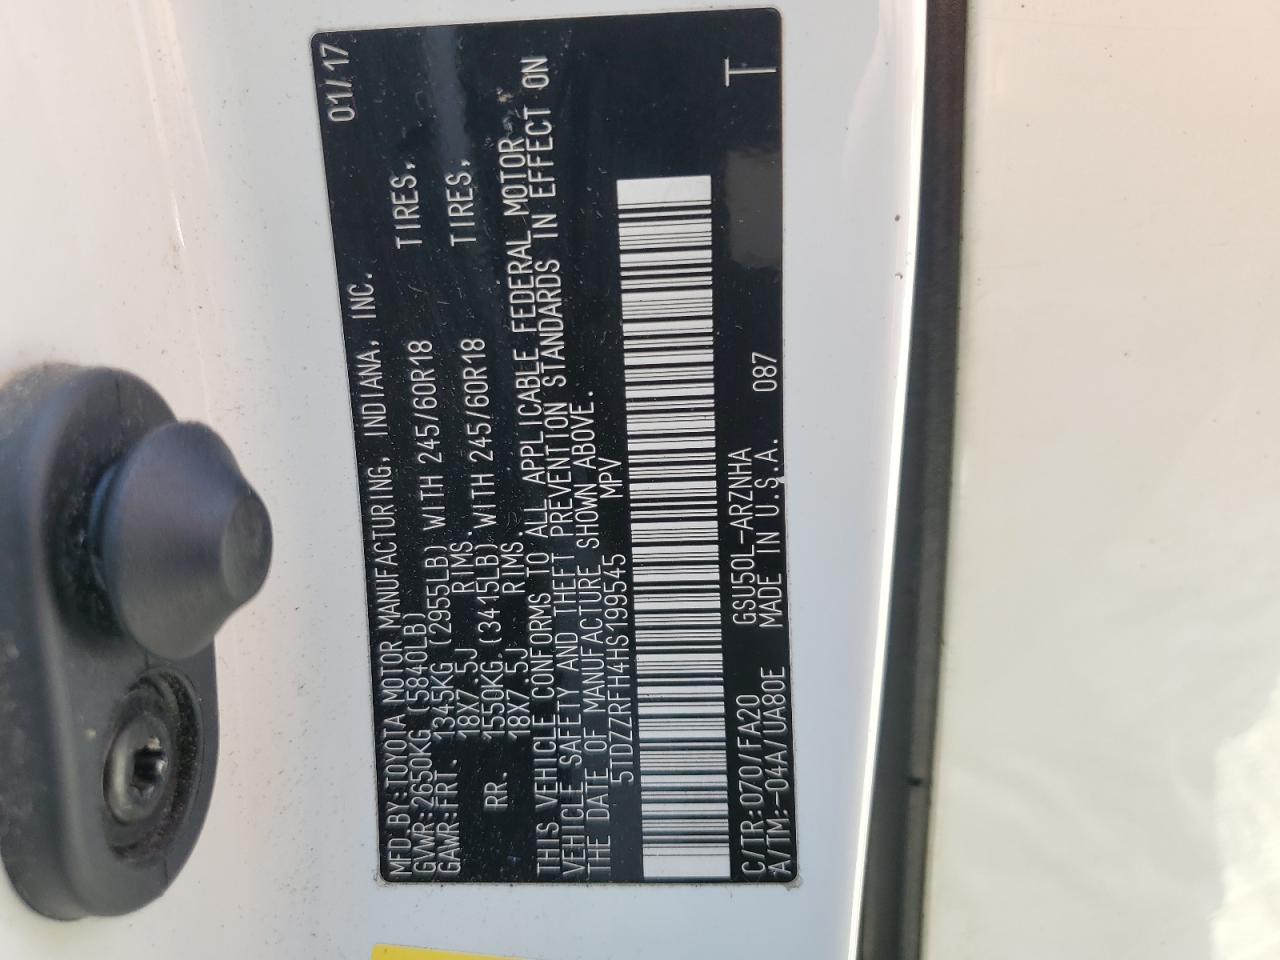 MFD.BY:TOYOTA MOTOR MANUFACTURING, INDIANA, INC. 01/17
GVWR:2650KG (5840LB)
GAWR:FRT. 1345KG (2955LB) WITH 245/60R18 TIRES,
18X7.5J RIMS.
RR. 1550KG. (3415LB) WITH 245/60R18 TIRES,
18X7.5J RIMS
THIS VEHICLE CONFORMS TO ALL APPLICABLE FEDERAL MOTOR
VEHICLE SAFETY AND THEFT PREVENTION STANDARDS IN EFFECT ON
THE DATE OF MANUFACTURE SHOWN ABOVE.
5TDZZRFH4HS199545 MPV
C/TR:070/FA20 GSU50L-ARZNHA 087 T
A/TM:-04A/UA80E MADE IN U.S.A.